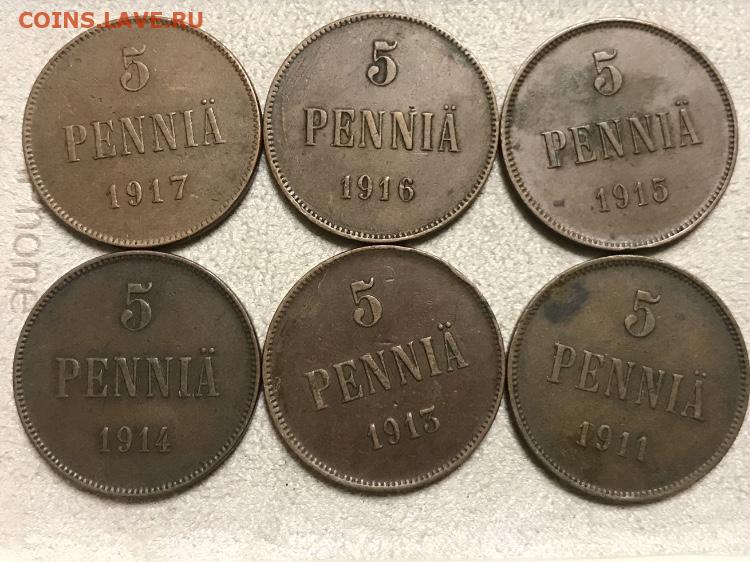 COINS.LAVE.RU
5
PENNIÄ
1917
5
PENNIÄ
1916
5
PENNIÄ
1915
5
PENNIÄ
1914
5
PENNIÄ
1913
5
PENNIÄ
1911